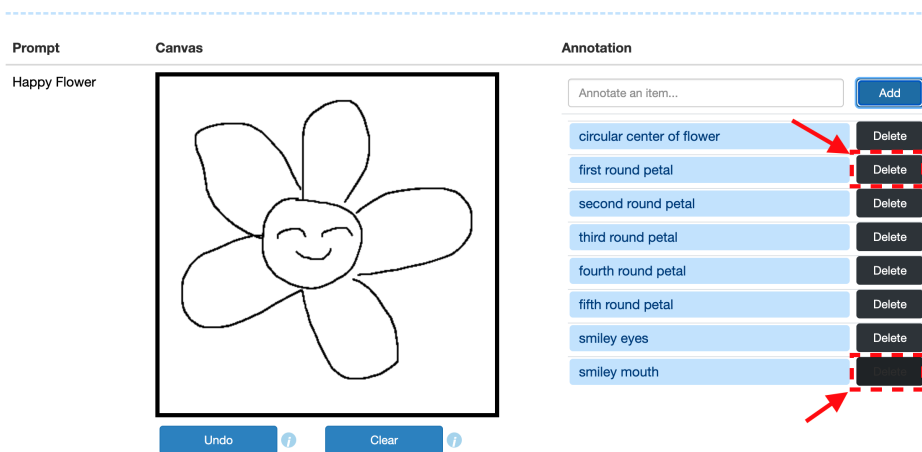 Prompt Canvas Annotation
Happy Flower
Annotate an item... Add
circular center of flower Delete
first round petal Delete
second round petal Delete
third round petal Delete
fourth round petal Delete
fifth round petal Delete
smiley eyes Delete
smiley mouth Delete
Undo i Clear i